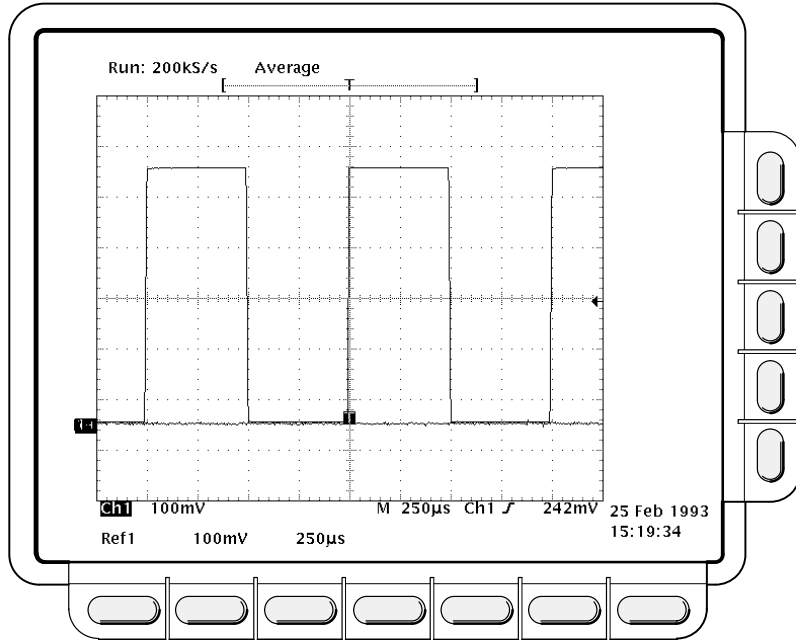 Run: 200kS/s Average
T
T
Ch1 100mV M 250µs Ch1 242mV 25 Feb 1993
Ref1 100mV 250µs 15:19:34